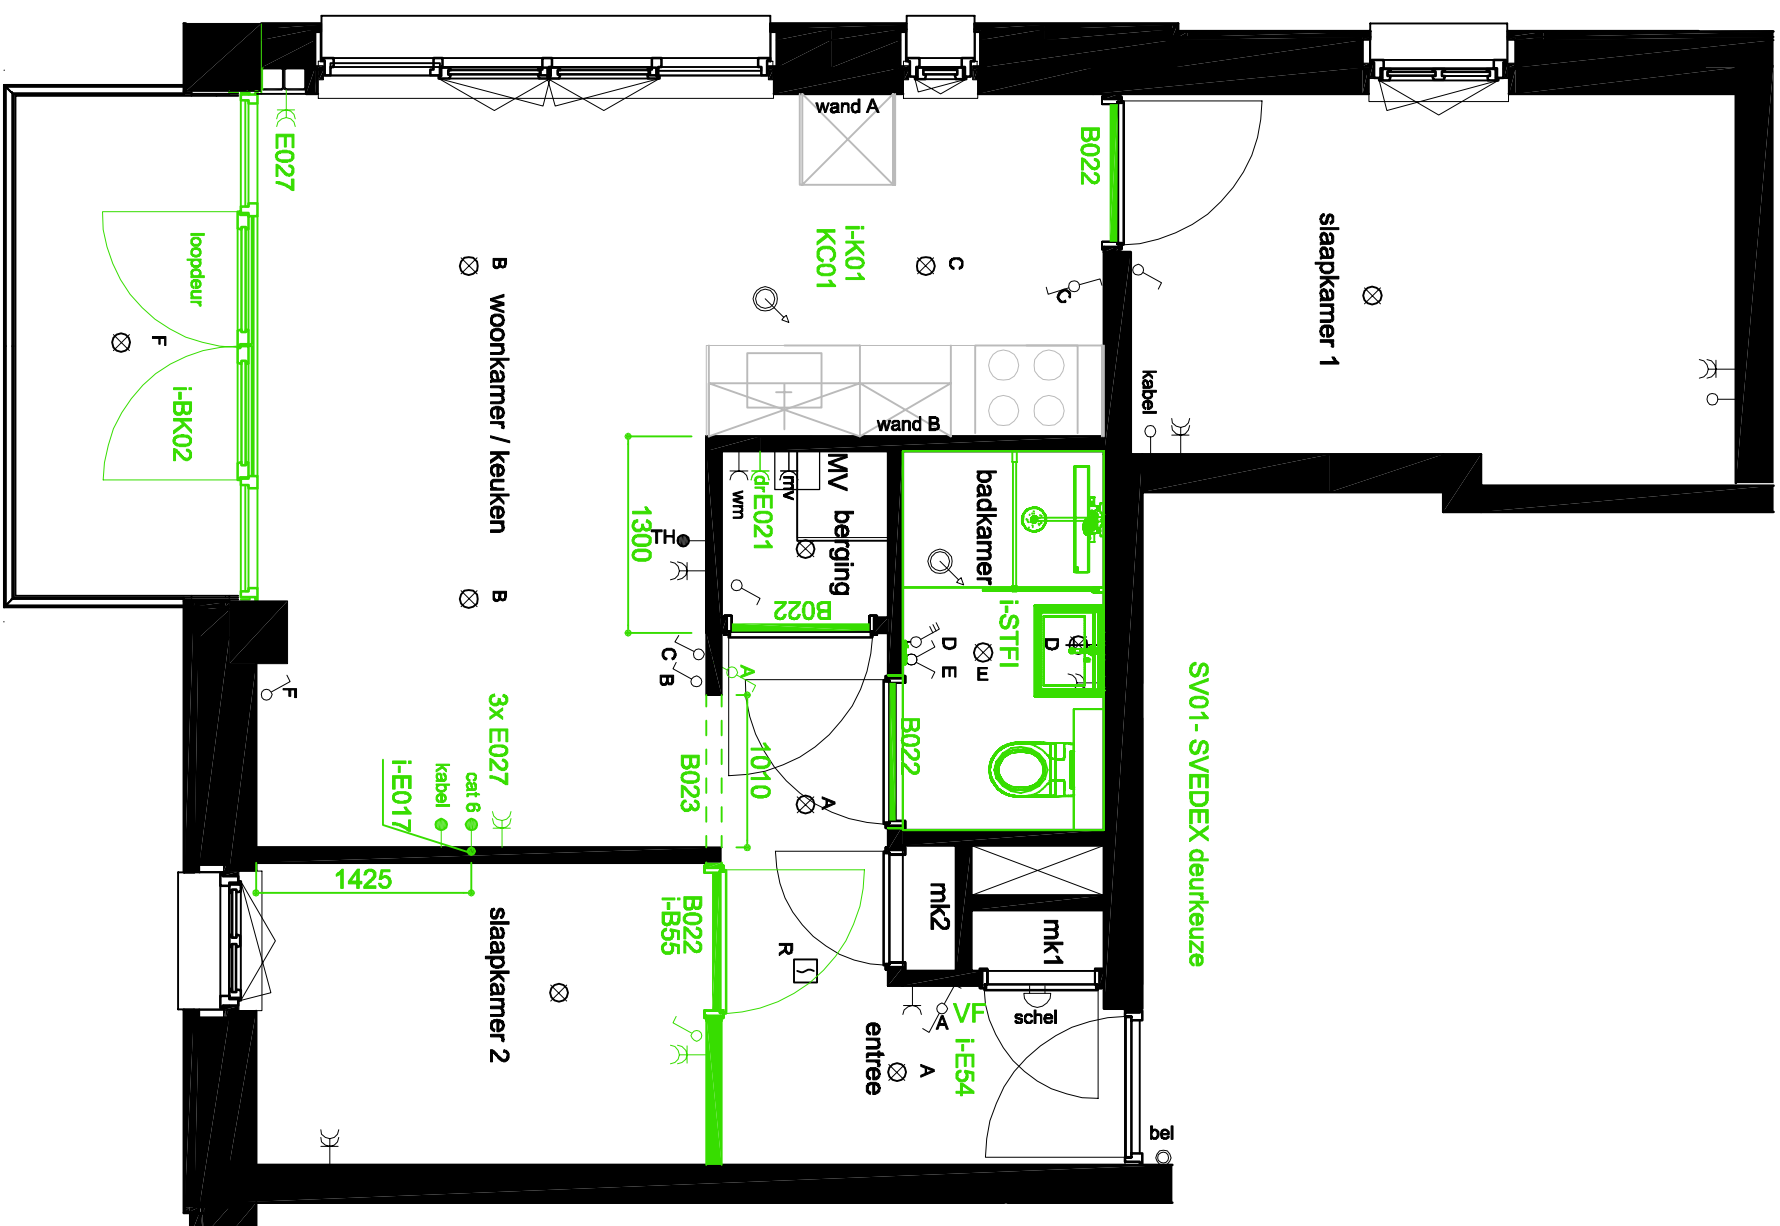 wand A
E027
B022
slaapkamer 1
loopdeur
i-K01
KC01
B
C
C
F
woonkamer / keuken
i-BK02
kabel
wand B
MV
mv
wm
dr
E021
berging
badkamer
1300
TH
B
B022
i-STFI
D
E
E
D
C
B
A
F
SV01- SVEDEX deurkeuze
3x E027
B023
1010
B022
A
i-E017
kabel
cat 6
1425
slaapkamer 2
B022
i-B55
mk2
mk1
R
schel
A
VF
i-E54
entree
A
bel